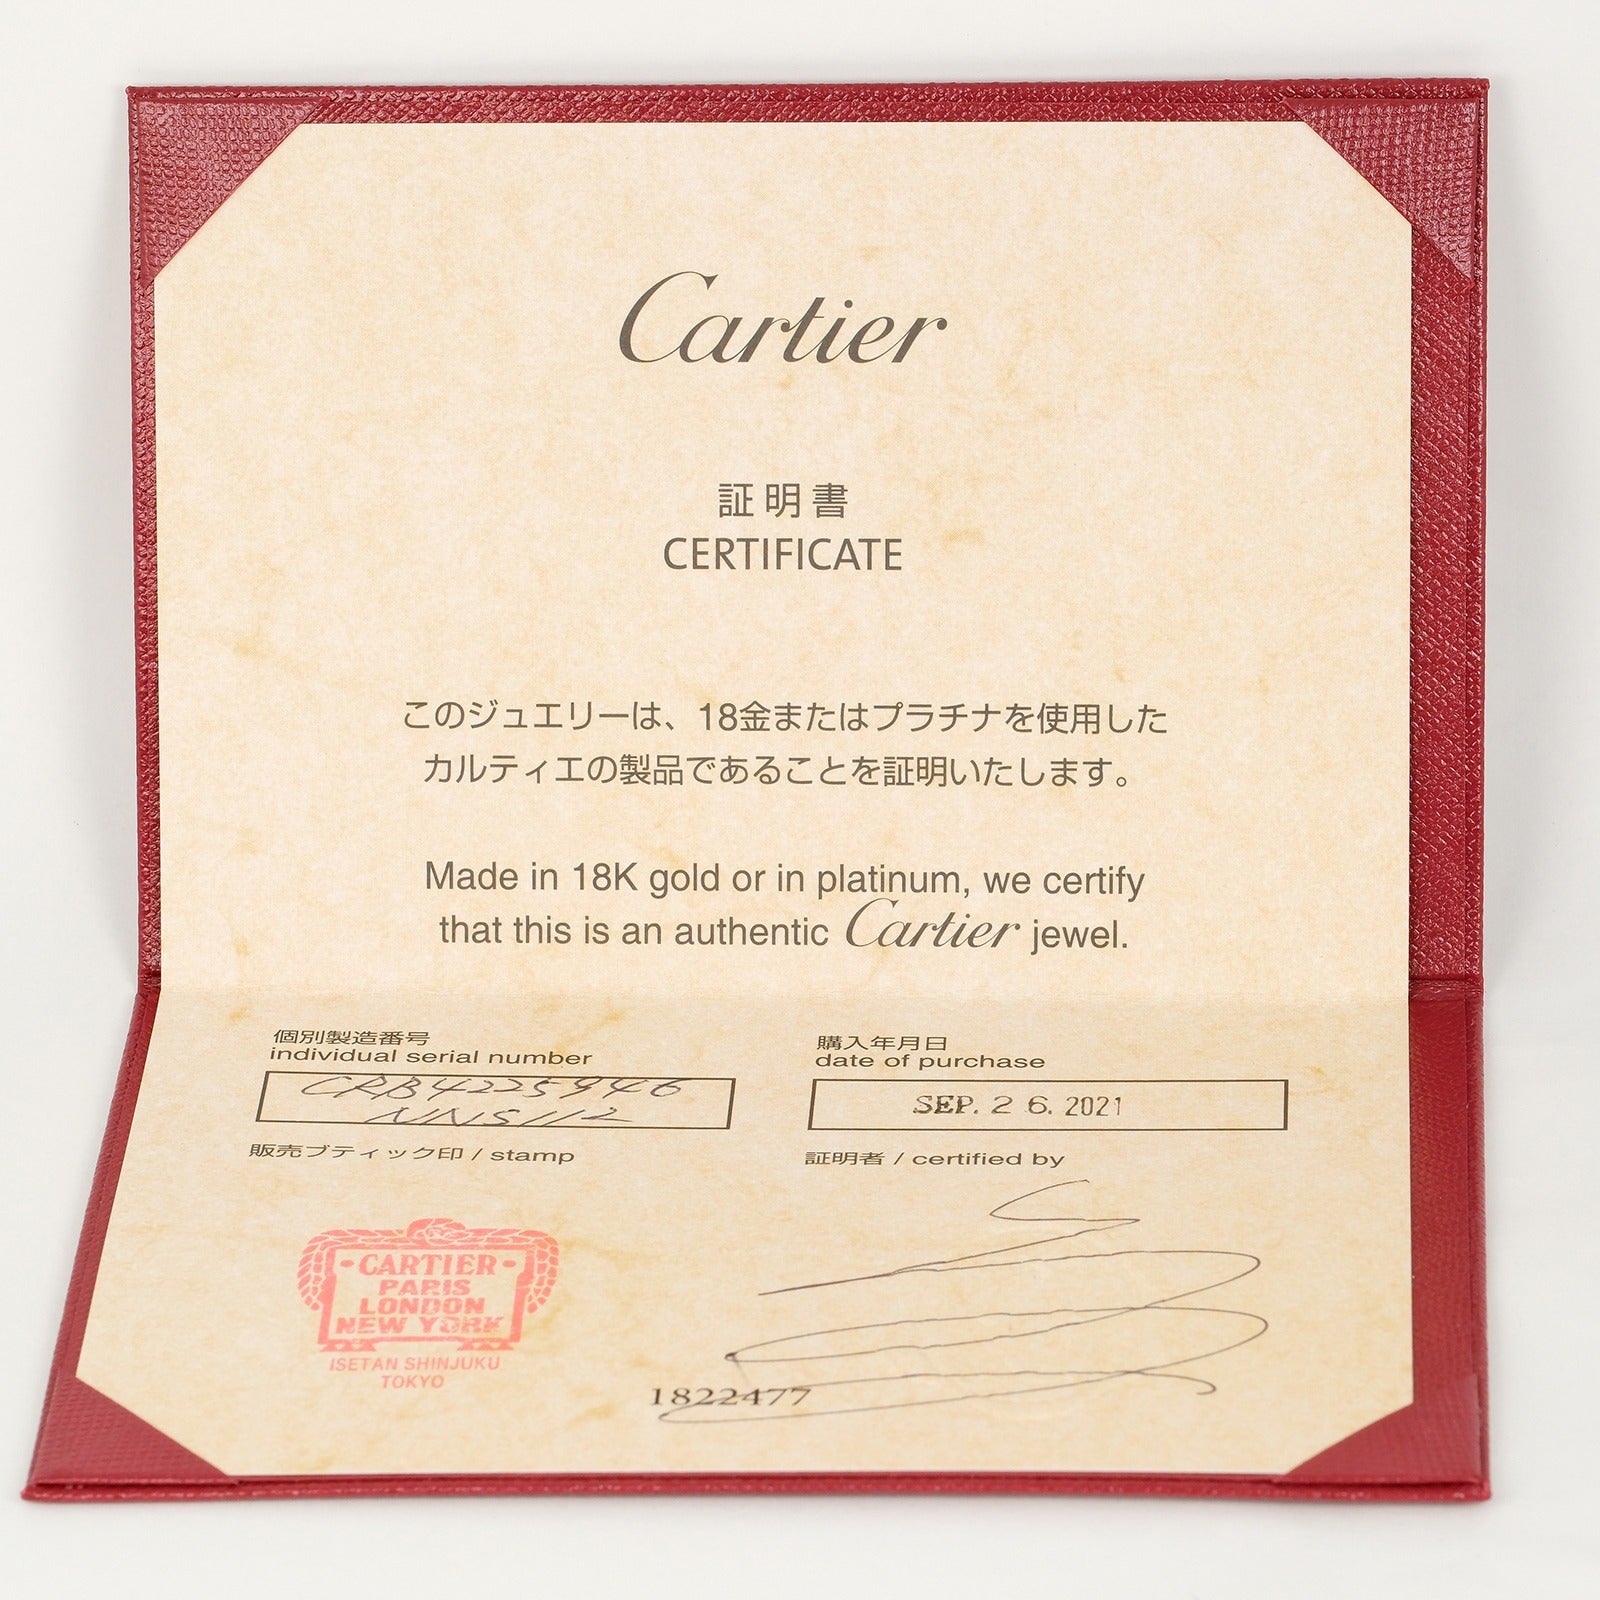 Cartier
証明書
CERTIFICATE
このジュエリーは、18金またはプラチナを使用した
カルティエの製品であることを証明いたします。
Made in 18K gold or in platinum, we certify
that this is an authentic Cartier jewel.
個別製造番号
individual serial number
CRB4225946
NNS112
購入年月日
date of purchase
SEP. 26. 2021
販売ブティック印 / stamp
証明者 / certified by
·CARTIER·
PARIS
LONDON
NEW YORK
ISETAN SHINJUKU
TOKYO
1822477